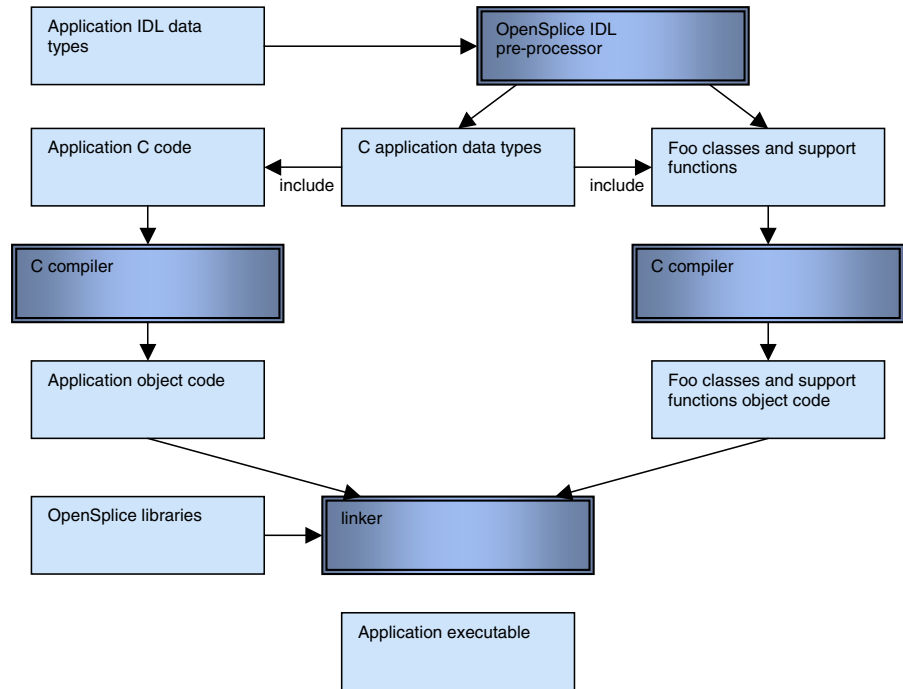 Application IDL data
types
OpenSplice IDL
pre-processor
Application C code
include
C application data types
include
Foo classes and support
functions
C compiler
C compiler
Application object code
Foo classes and support
functions object code
OpenSplice libraries
linker
Application executable